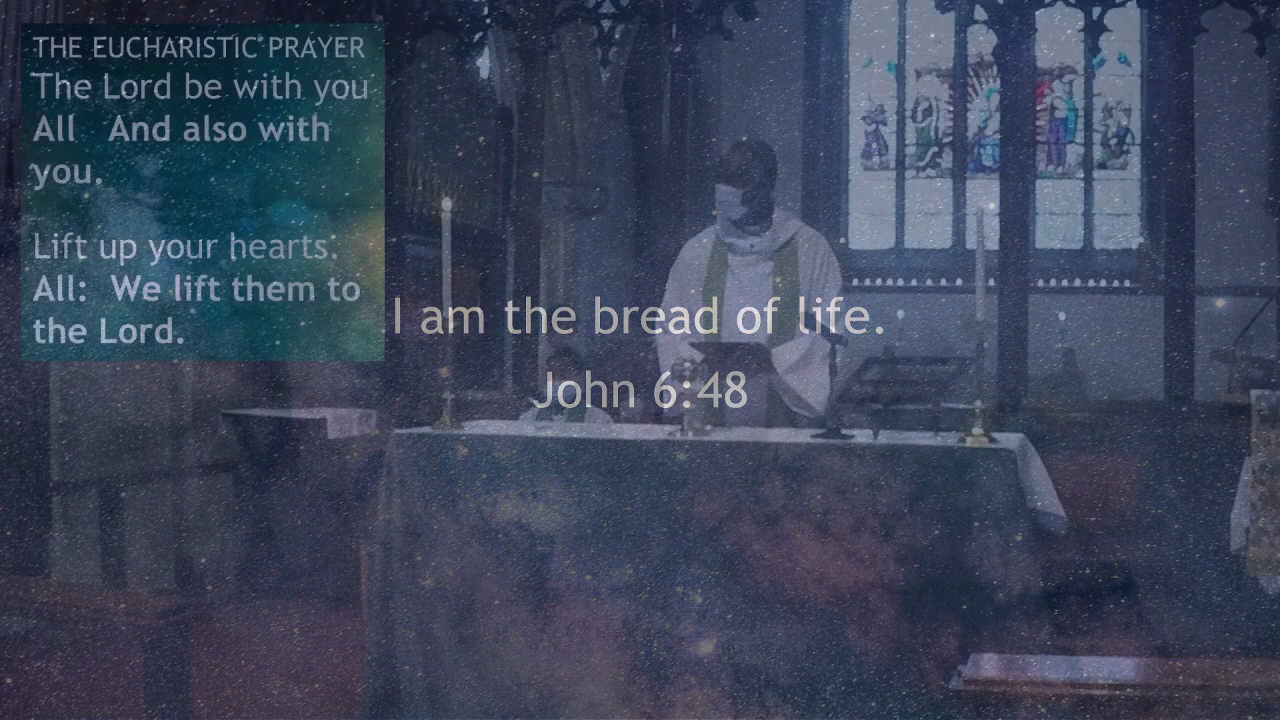 THE EUCHARISTIC PRAYER
The Lord be with you
All And also with
you.
Lift up your hearts.
All: We lift them to
the Lord.
I am the bread of life.
John 6:48